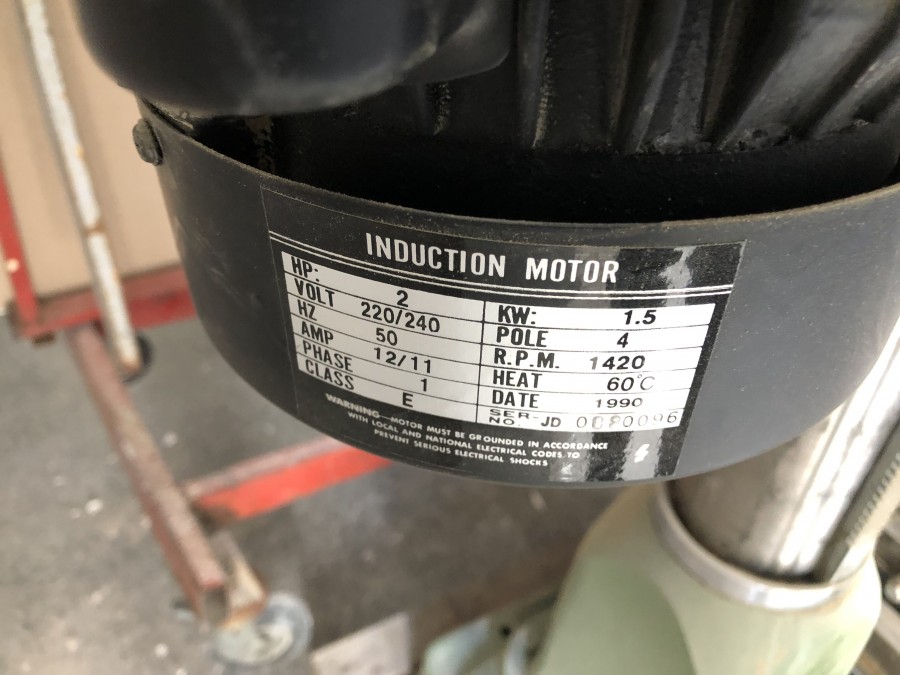 INDUCTION MOTOR
HP: 2 KW: 1.5
VOLT 220/240 POLE 4
HZ 50 R.P.M. 1420
AMP 12/11 HEAT 60°C
PHASE 1 DATE 1990
CLASS E SER-NO. JD
WARNING—MOTOR MUST BE GROUNDED IN ACCORDANCE
WITH LOCAL AND NATIONAL ELECTRICAL CODES TO
PREVENT SERIOUS ELECTRICAL SHOCKS